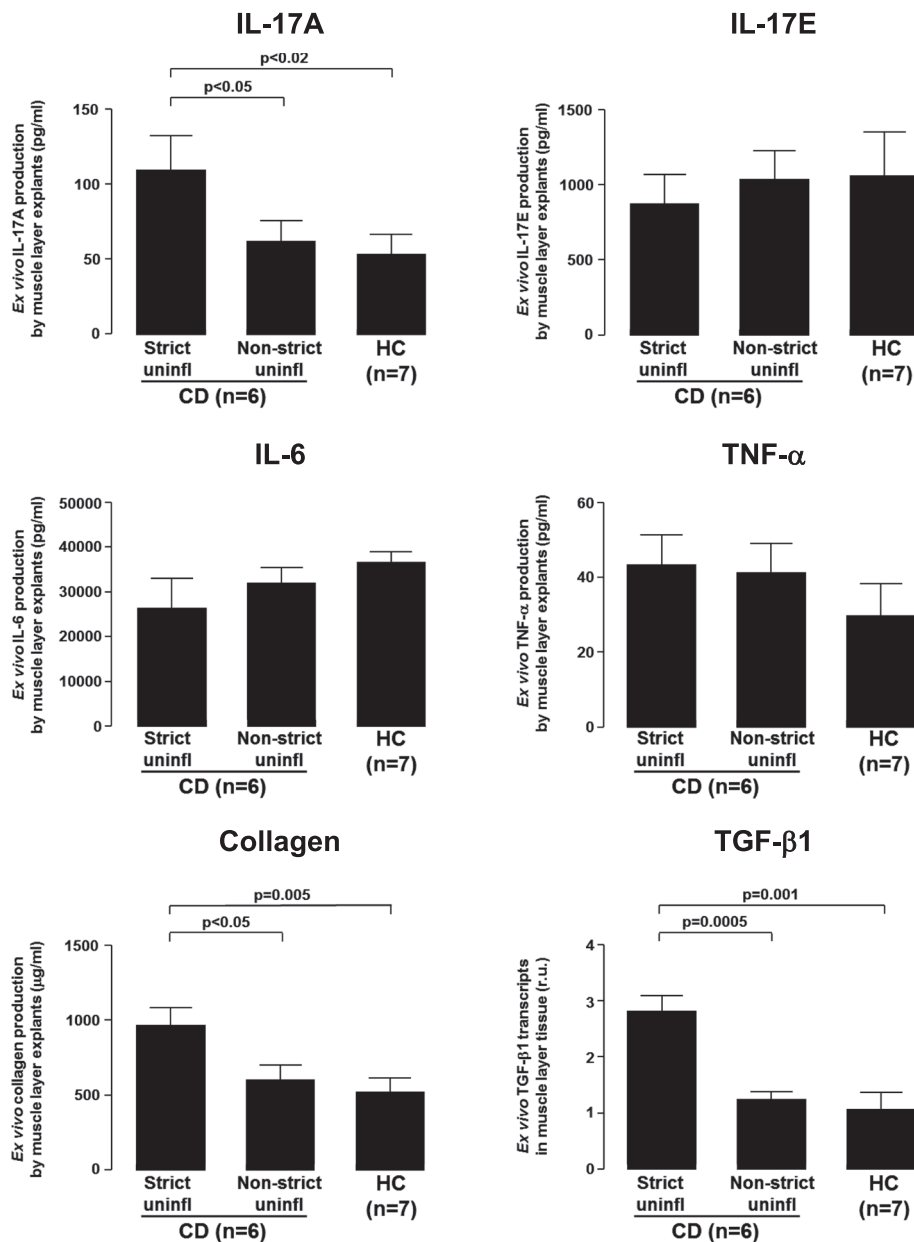 IL-17A
p<0.02
p<0.05
Ex vivo IL-17A production
by muscle layer explants (pg/ml)
150
100
50
0
Strict
uninfl
Non-strict
uninfl
HC
(n=7)
CD (n=6)
IL-17E
Ex vivo IL-17E production
by muscle layer explants (pg/ml)
1500
1000
500
0
Strict
uninfl
Non-strict
uninfl
HC
(n=7)
CD (n=6)
IL-6
Ex vivo IL-6 production
by muscle layer explants (pg/ml)
50000
40000
30000
20000
10000
0
Strict
uninfl
Non-strict
uninfl
HC
(n=7)
CD (n=6)
TNF-α
Ex vivo TNF-α production
by muscle layer explants (pg/ml)
60
40
20
0
Strict
uninfl
Non-strict
uninfl
HC
(n=7)
CD (n=6)
Collagen
p=0.005
p<0.05
Ex vivo collagen production
by muscle layer explants (µg/ml)
1500
1000
500
0
Strict
uninfl
Non-strict
uninfl
HC
(n=7)
CD (n=6)
TGF-β1
p=0.001
p=0.0005
Ex vivo TGF-β1 transcripts
in muscle layer tissue (r.u.)
4
3
2
1
0
Strict
uninfl
Non-strict
uninfl
HC
(n=7)
CD (n=6)